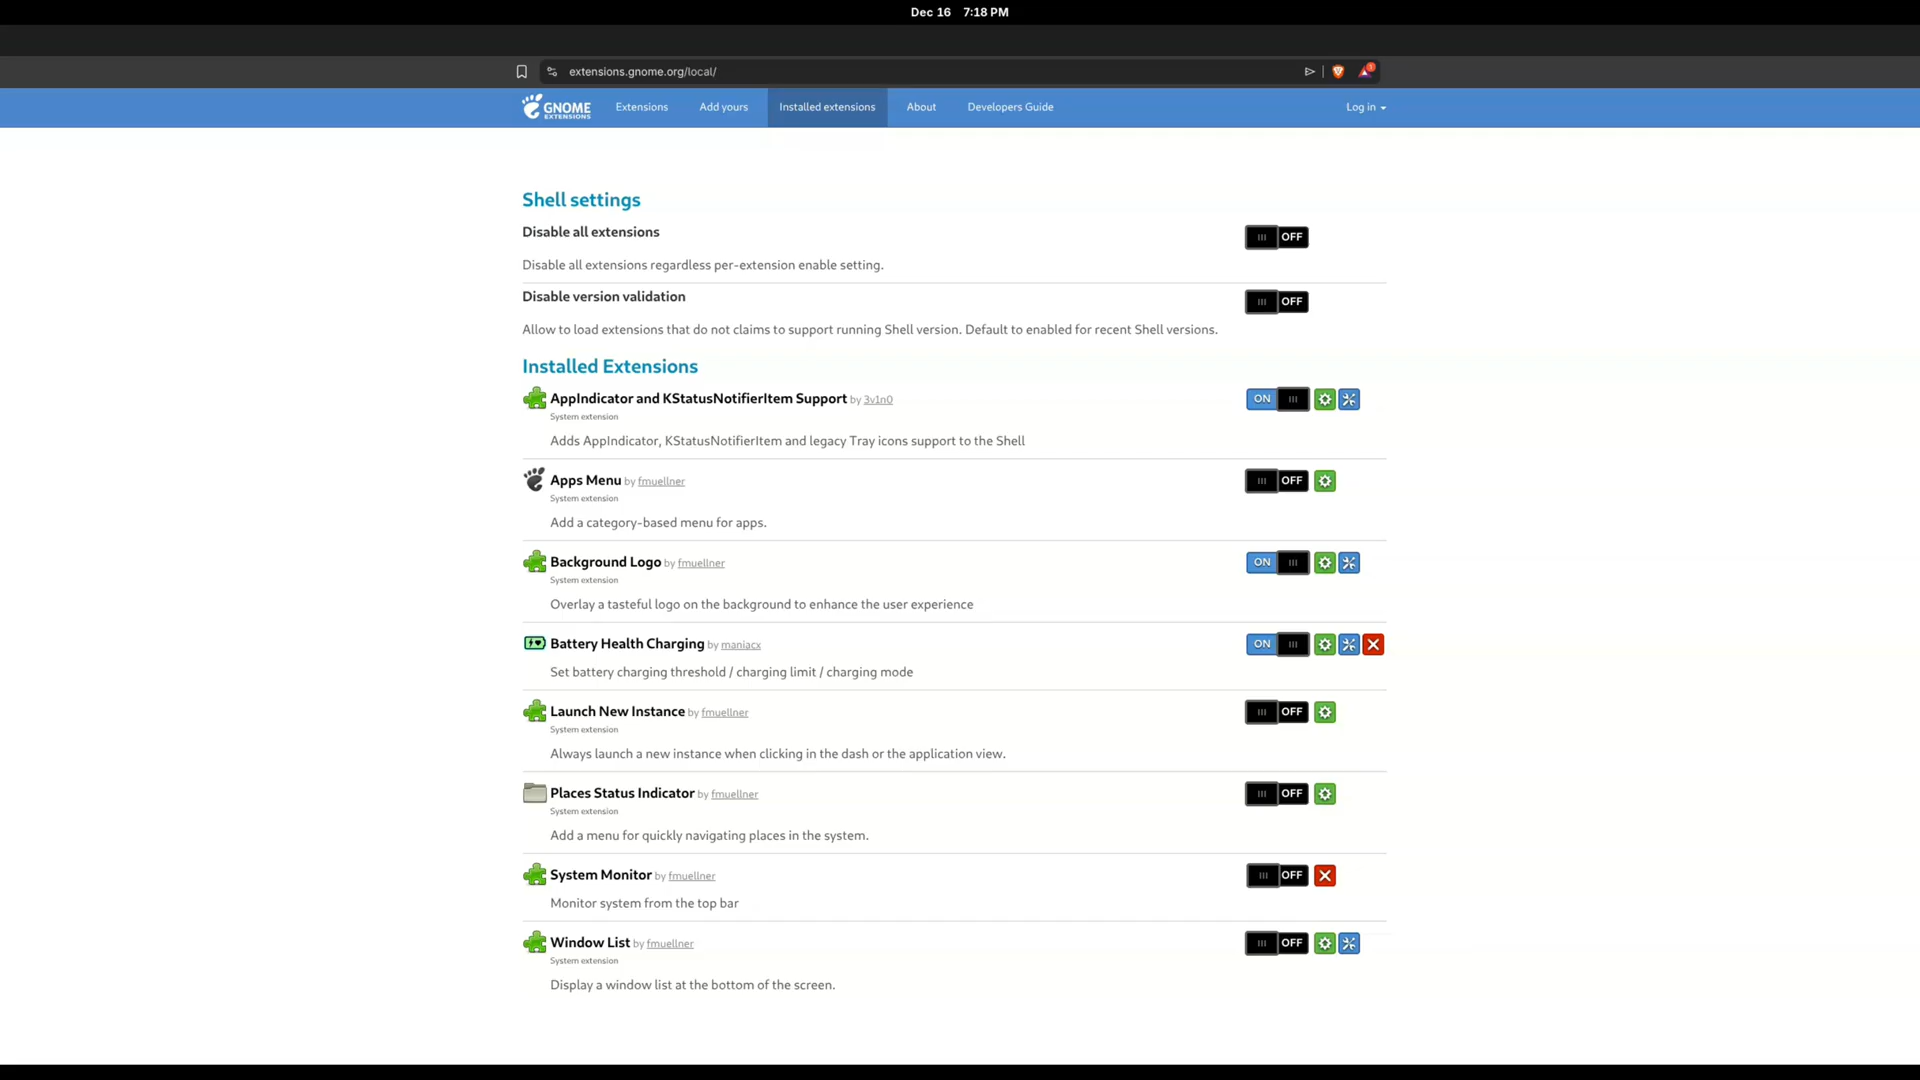 Dec 16 7:18 PM
extensions.gnome.org/local/
1
GNOME
EXTENSIONS
Extensions
Add yours
Installed extensions
About
Developers Guide
Log in
Shell settings
Disable all extensions
OFF
Disable all extensions regardless per-extension enable setting.
Disable version validation
OFF
Allow to load extensions that do not claims to support running Shell version. Default to enabled for recent Shell versions.
Installed Extensions
AppIndicator and KStatusNotifierItem Support by 3v1n0
ON
System extension
Adds AppIndicator, KStatusNotifierItem and legacy Tray icons support to the Shell
Apps Menu by fmuellner
OFF
System extension
Add a category-based menu for apps.
Background Logo by fmuellner
ON
System extension
Overlay a tasteful logo on the background to enhance the user experience
Battery Health Charging by maniacx
ON
Set battery charging threshold / charging limit / charging mode
Launch New Instance by fmuellner
OFF
System extension
Always launch a new instance when clicking in the dash or the application view.
Places Status Indicator by fmuellner
OFF
System extension
Add a menu for quickly navigating places in the system.
System Monitor by fmuellner
OFF
Monitor system from the top bar
Window List by fmuellner
OFF
System extension
Display a window list at the bottom of the screen.